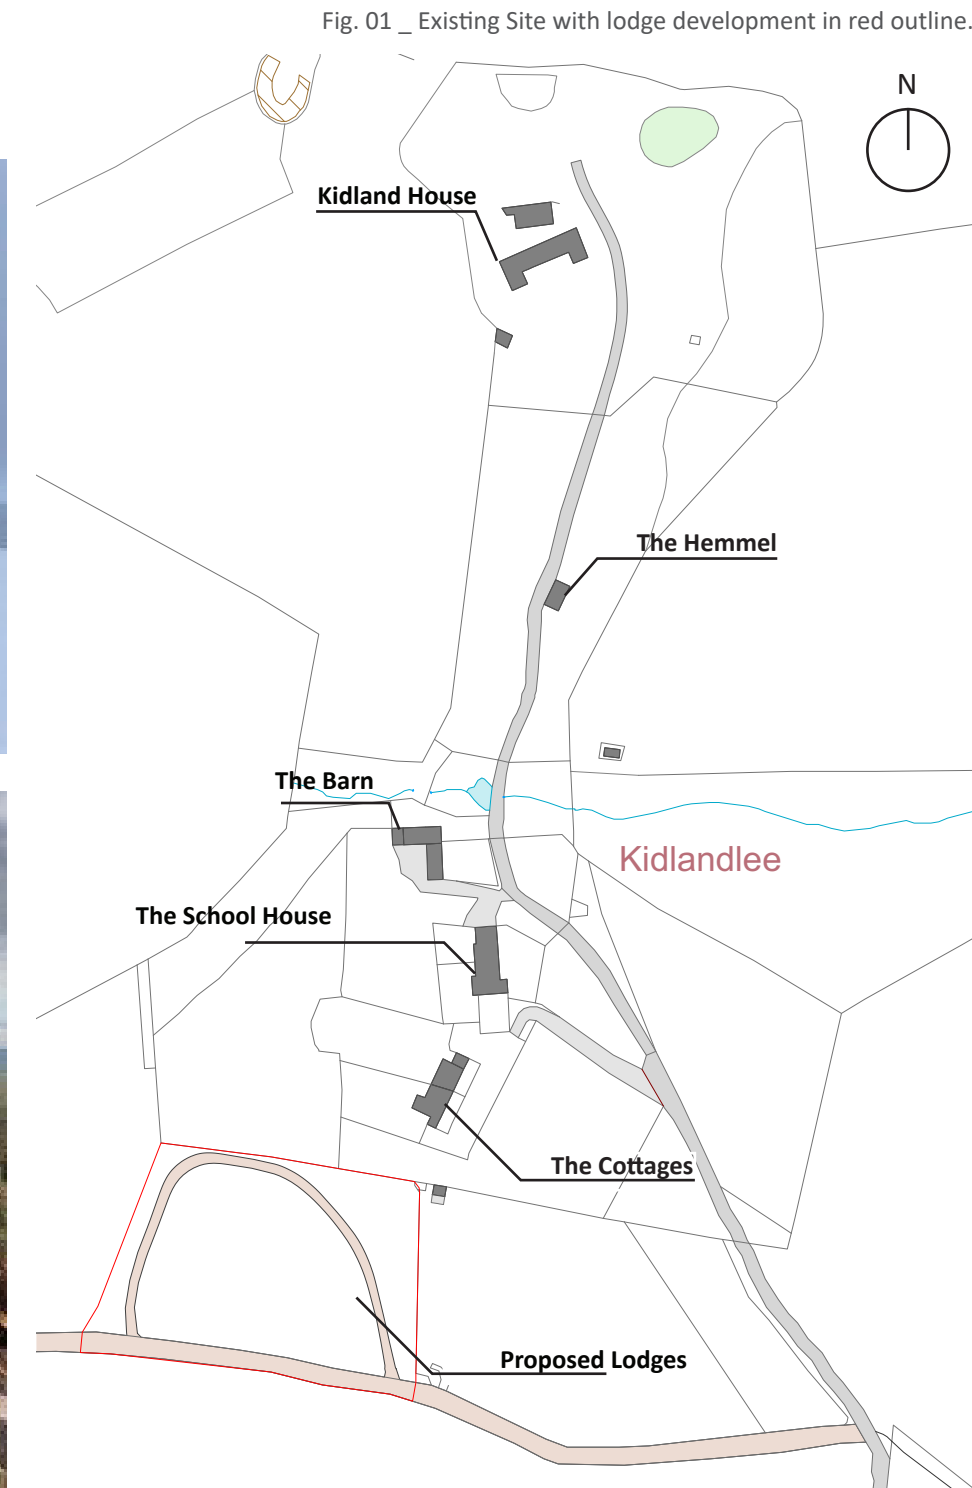 Fig. 01 _ Existing Site with lodge development in red outline.
N
Kidland House
The Hemmel
The Barn
Kidlandlee
The School House
The Cottages
Proposed Lodges